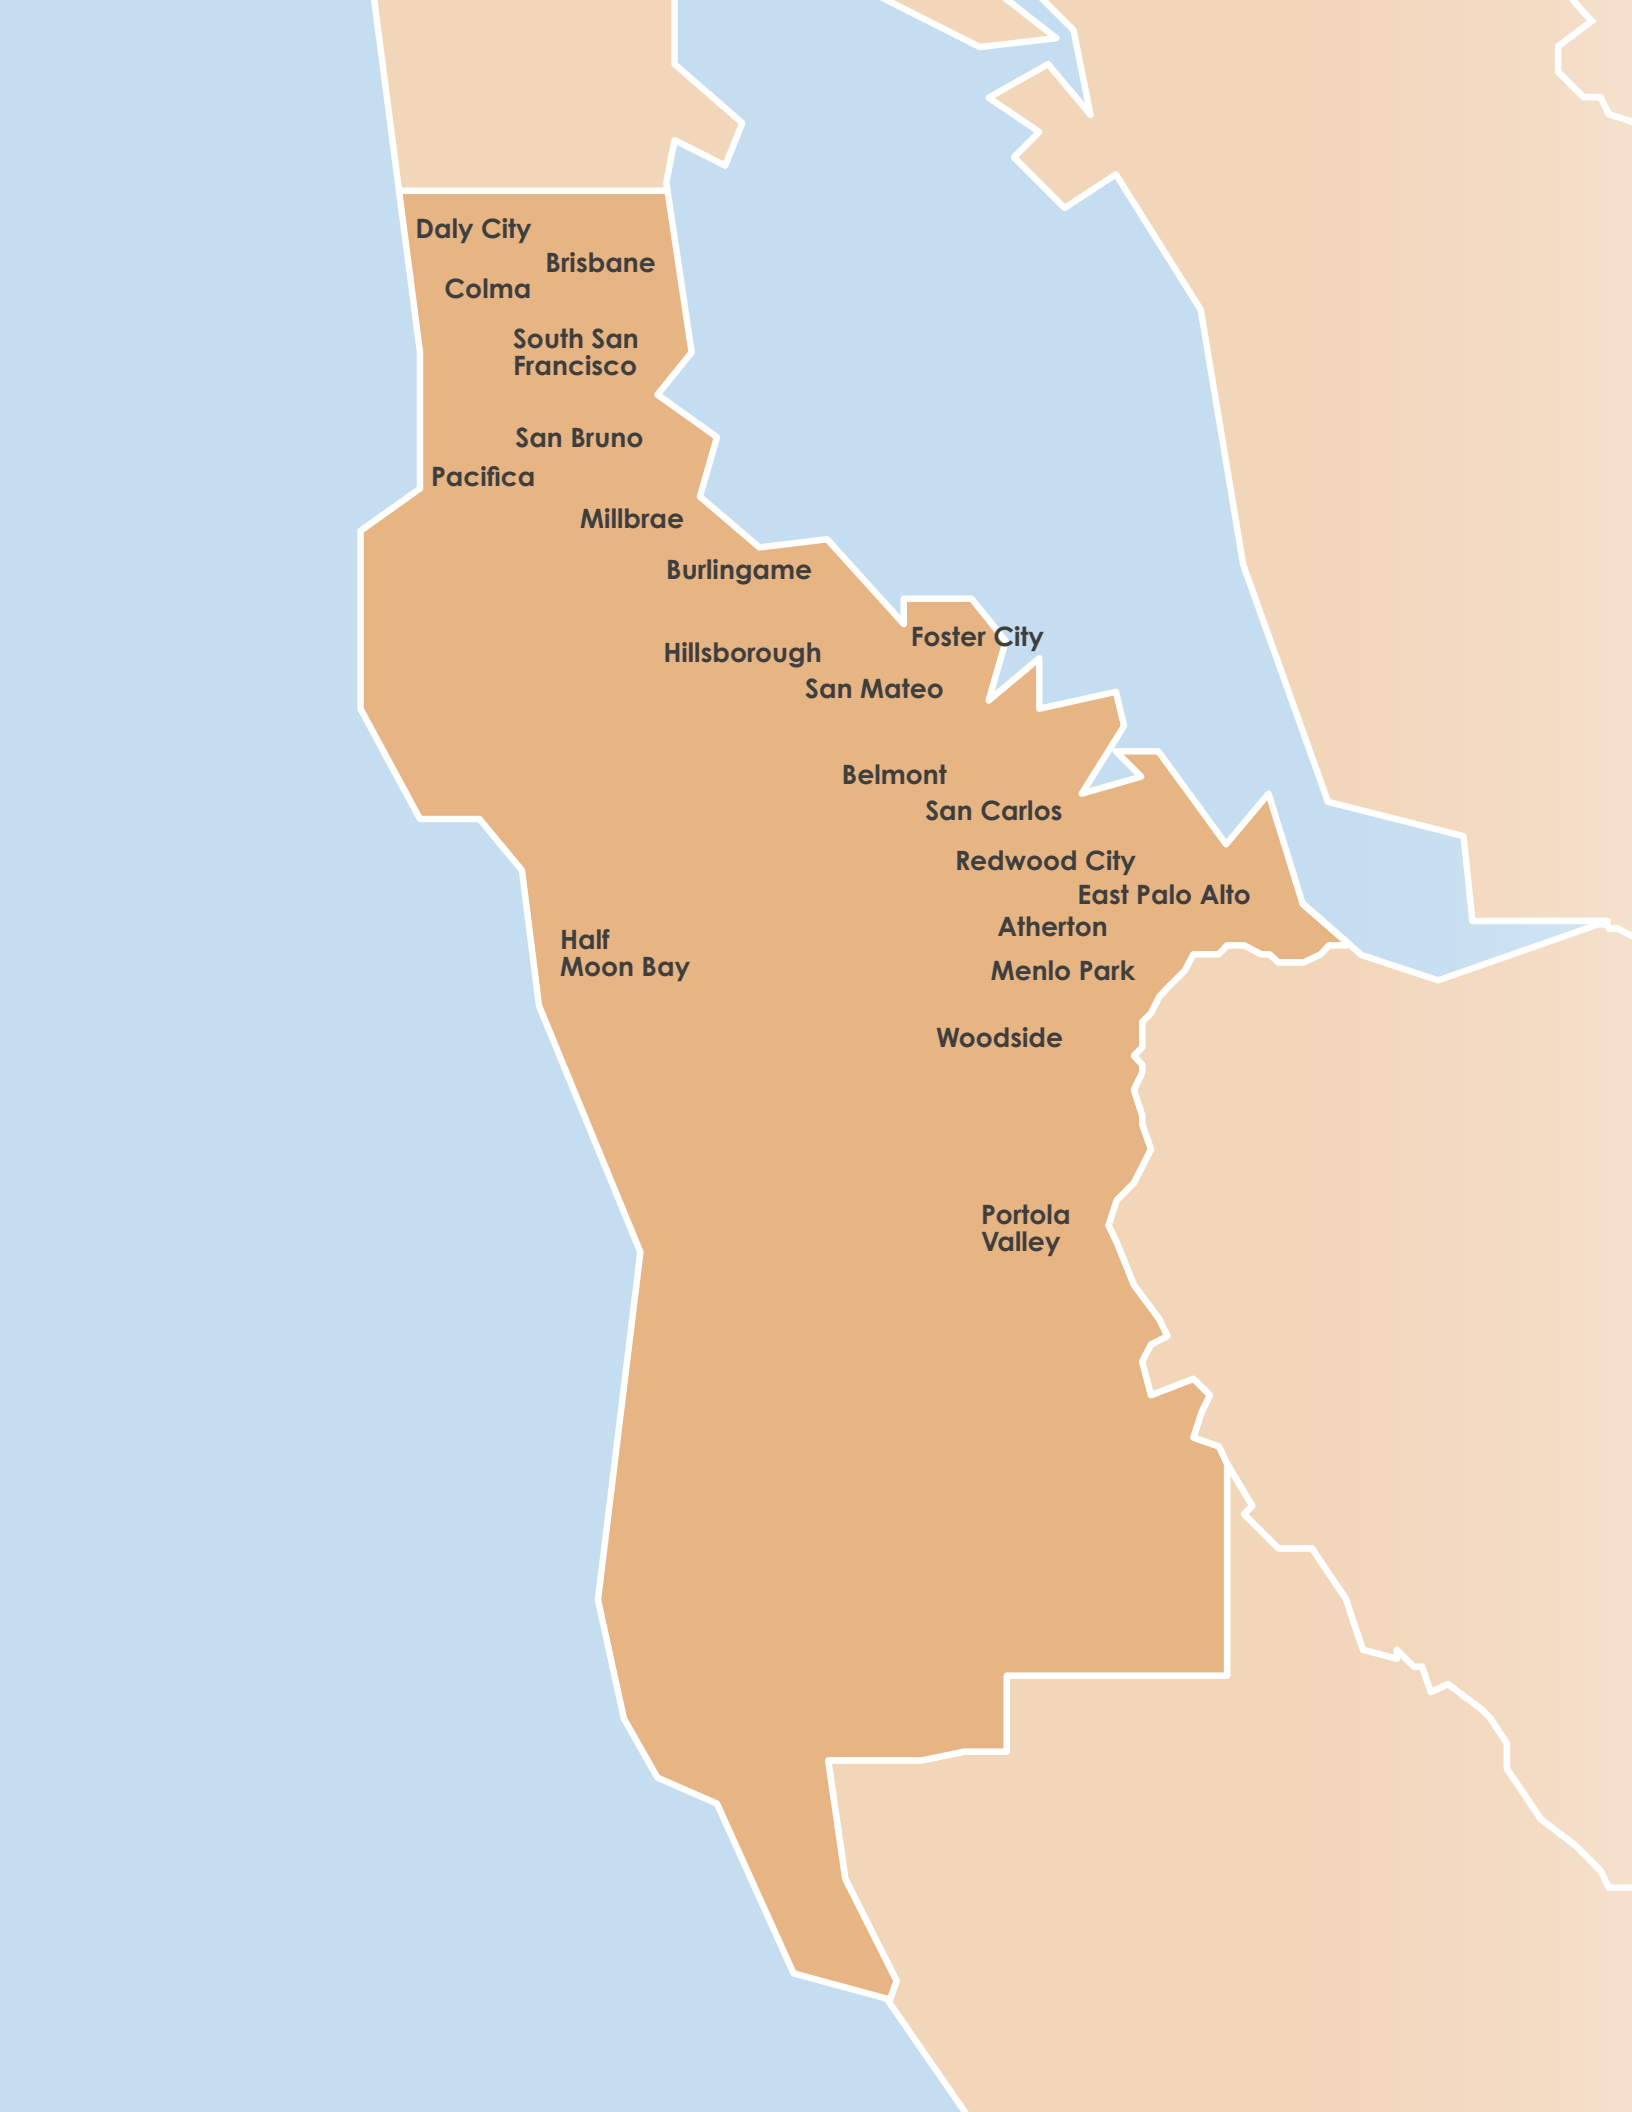 Daly City
Brisbane
Colma
South San
Francisco
San Bruno
Pacifica
Millbrae
Burlingame
Foster City
Hillsborough
San Mateo
Belmont
San Carlos
Redwood City
East Palo Alto
Atherton
Half
Moon Bay
Menlo Park
Woodside
Portola
Valley